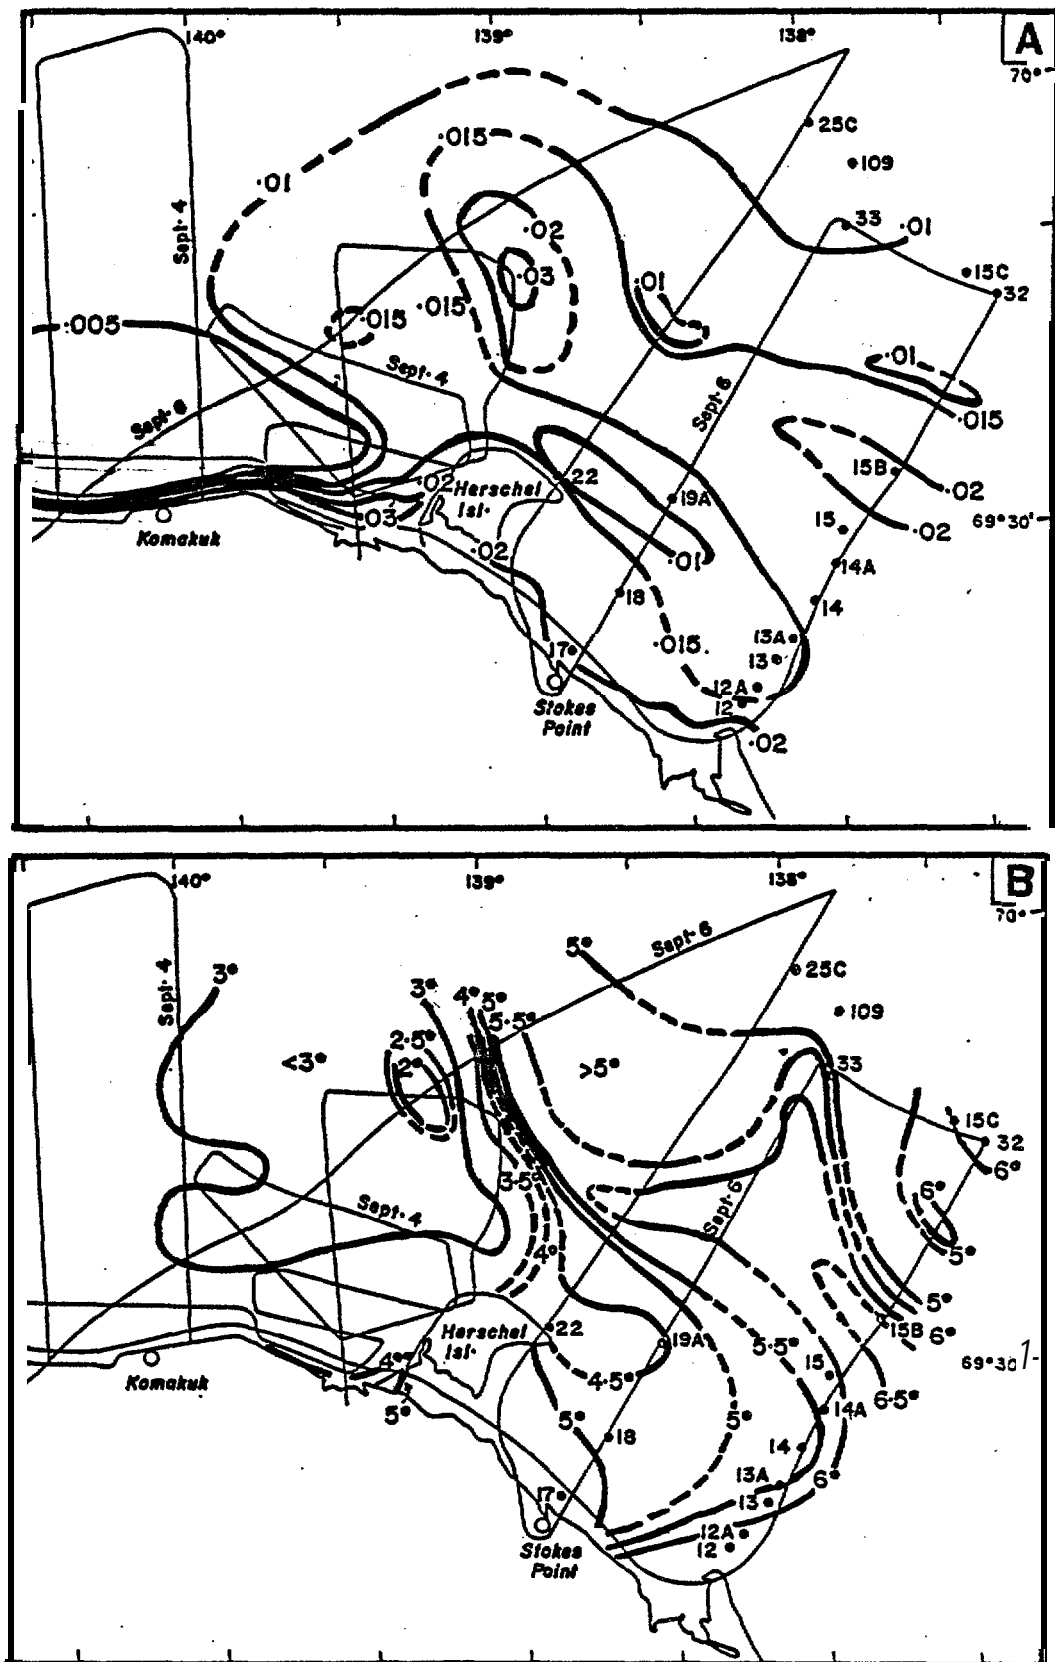 140°
139°
138°
A
70°
·015
25C
109
·01
Sept· 4
·02
33
·01
·03
·01
15C
32
·015
·015
·005
Sept· 4
·01
Sept· 6
Sept·6
·015
15B
·02
·02
Herschel
Isl·
22
19A
·03
15
·02
69°30'
Komakuk
·02
·01
14A
18
14
13A
·015
17
13
12A
12
Stokes
Point
·02
140°
139°
138°
B
70°
5°
Sept· 6
3°
25C
Sept· 4
3°
4°
5°
5·5°
109
2·5°
<3°
2°
>5°
33
15C
32
6°
3·5°
6°
Sept·6
Sept· 4
4°
5°
5°
15B
6°
Herschel
Isl·
22
19A
5·5°
15
Komakuk
4°
4·5°
6·5°
5°
5°
5°
14A
18
14
13A
6°
17
13
12A
12
Stokes
Point